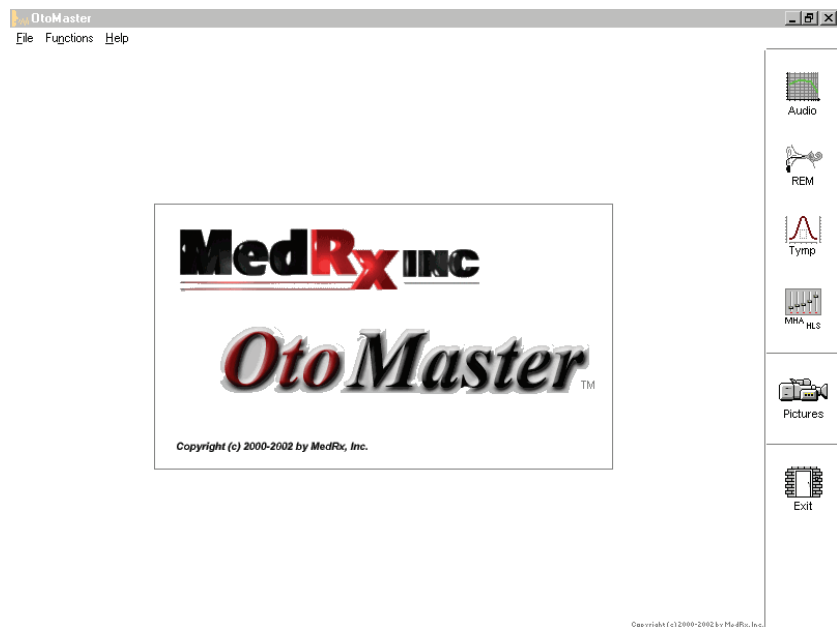 OtoMaster
File Functions Help
Audio
REM
Tymp
MHA HLS
Pictures
Exit
MedRx INC
OtoMaster TM
Copyright (c) 2000-2002 by MedRx, Inc.
Copyright (c) 2000-2002 by MedRx, Inc.